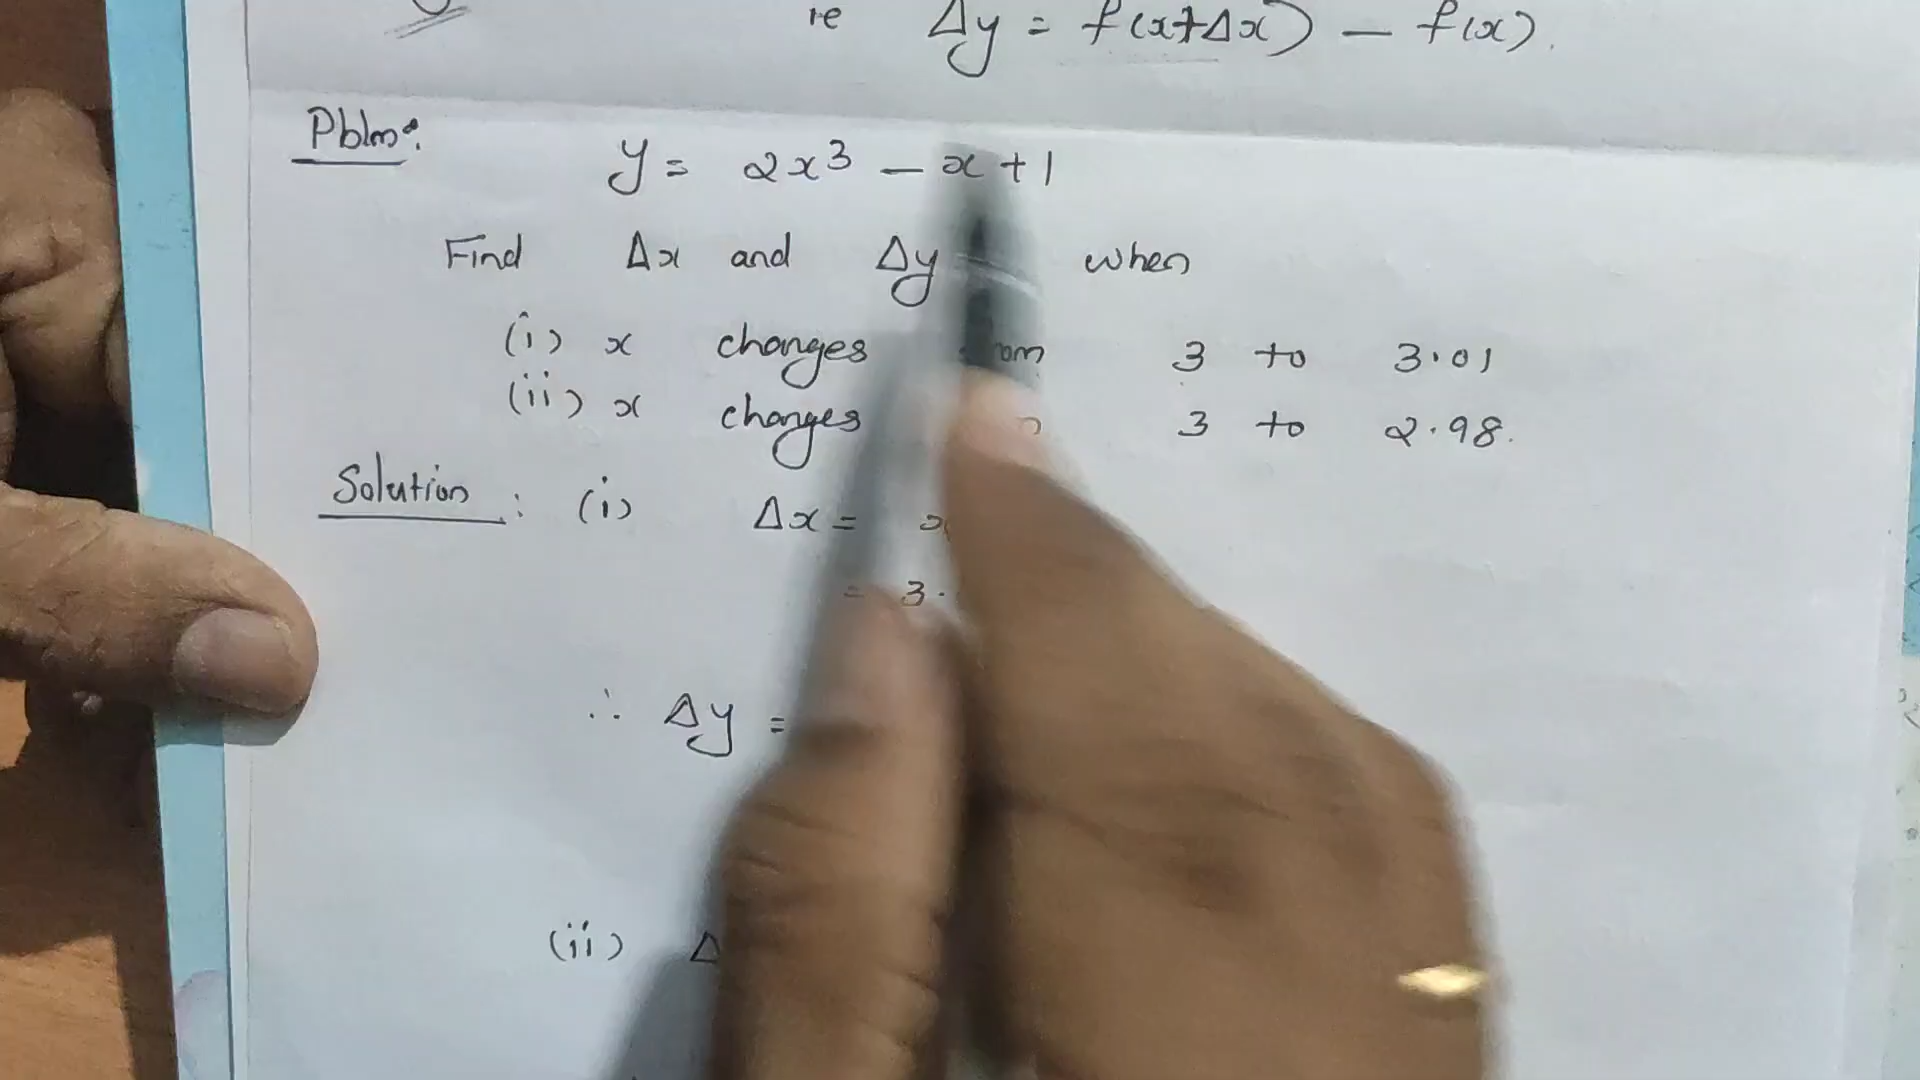 ie Δy = f(x+Δx) - f(x).
Pblm:
y = 2x³ - x + 1
Find Δx and Δy when
(i) x changes 3 to 3.01
(ii) x changes 3 to 2.98.
Solution : (i) Δx =
= 3.
∴ Δy =
(ii) Δ